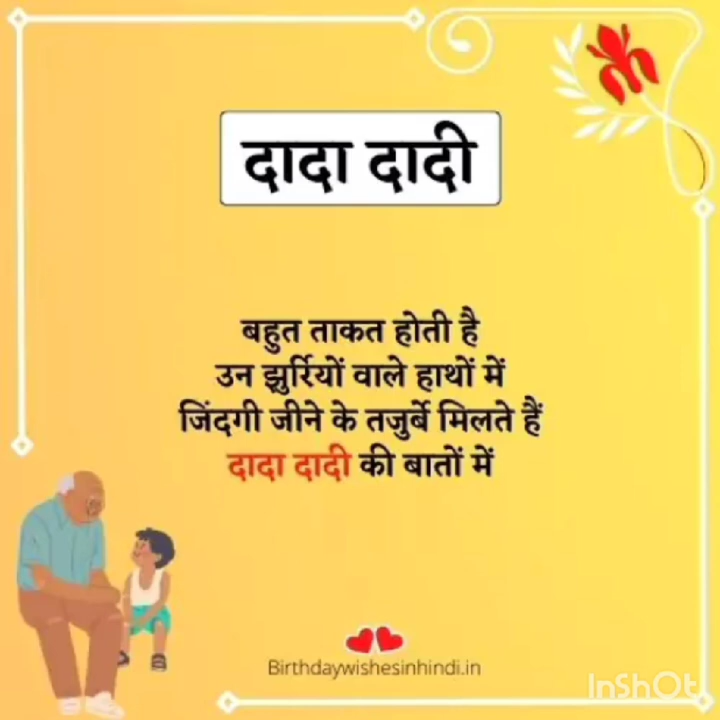 दादा दादी
बहुत ताकत होती है
उन झुर्रियों वाले हाथों में
जिंदगी जीने के तजुर्बे मिलते हैं
दादा दादी की बातों में
Birthdaywishesinhindi.in
InShOt